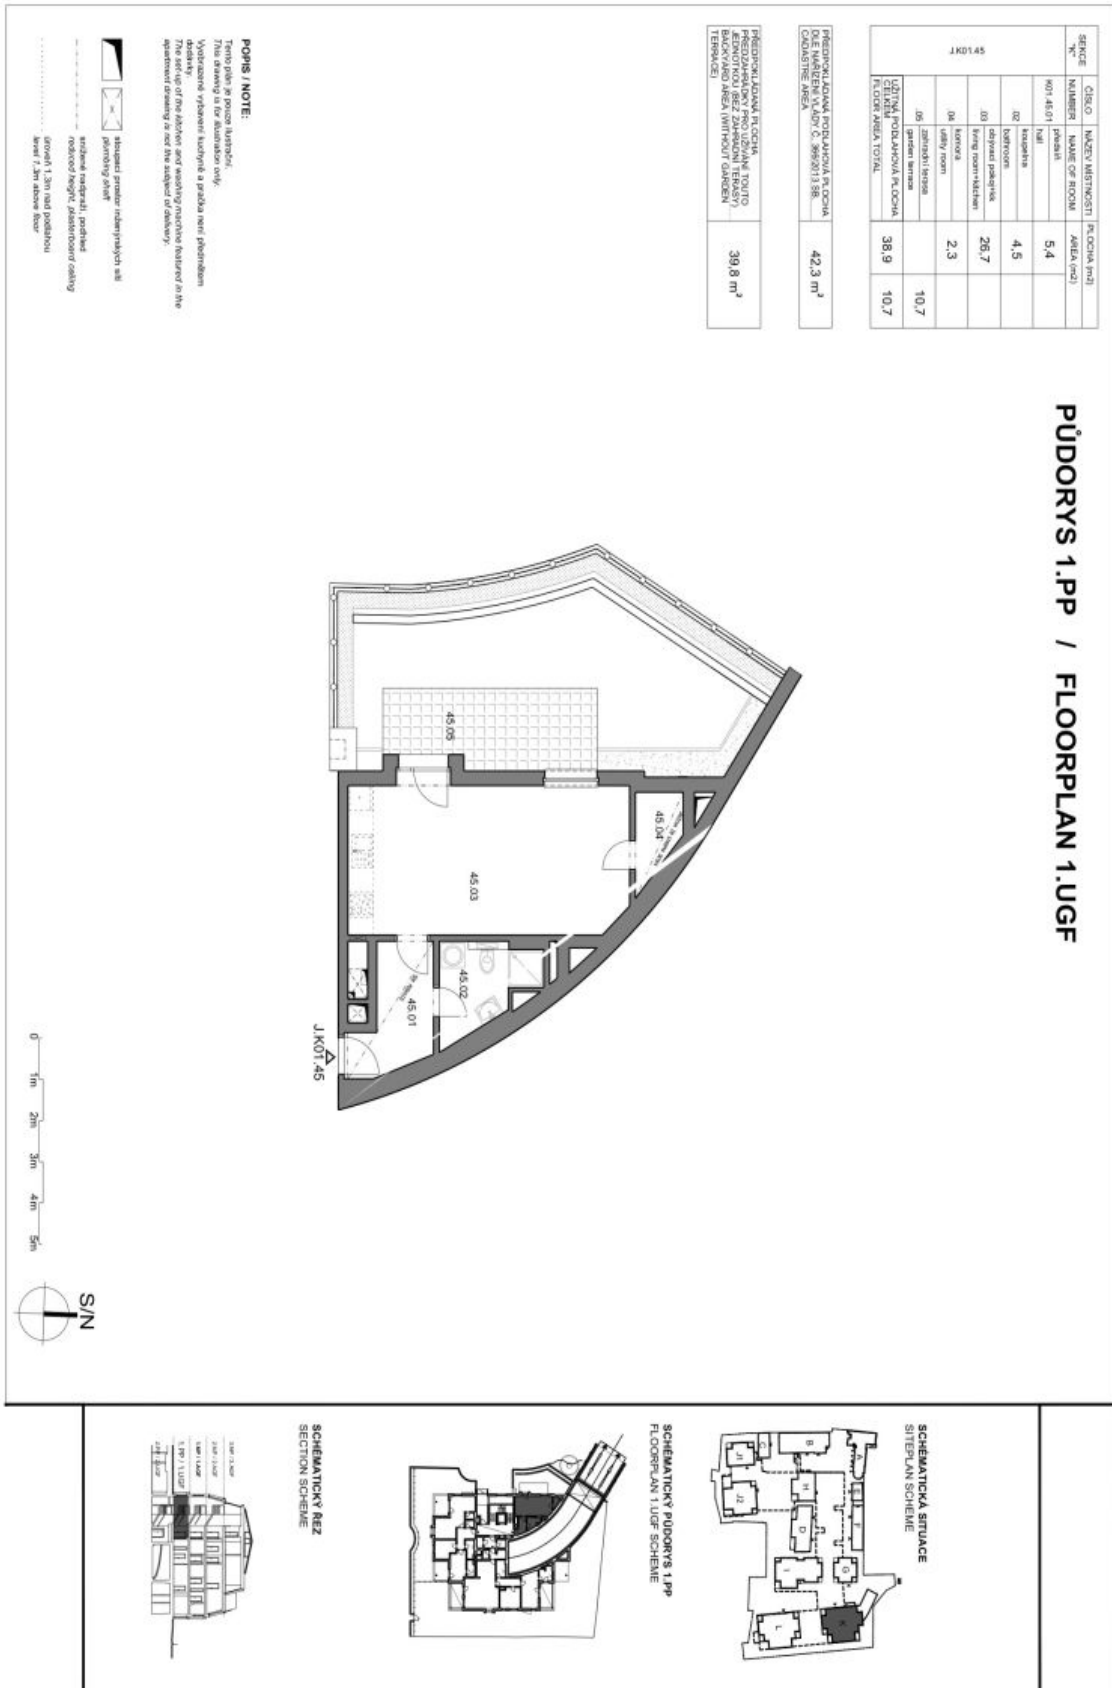 PŮDORYS 1.PP / FLOORPLAN 1.UGF
SEKCE "K"
ČÍSLO NUMBER
NÁZEV MÍSTNOSTI NAME OF ROOM
PLOCHA (m2) AREA (m2)
J.K01.45
K01.45.01
předsíň
hall
5,4
.02
koupelna
bathroom
4,5
.03
obývací pokoj+kk
living room+kitchen
26,7
.04
komora
utility room
2,3
.05
zahradní terasa
garden terrace
10,7
UŽITNÁ PODLAHOVÁ PLOCHA
CELKEM
FLOOR AREA TOTAL
38,9
10,7
PŘEDPOKLÁDANÁ PODLAHOVÁ PLOCHA
DLE NAŘÍZENÍ VLÁDY Č. 366/2013 SB.
CADASTRE AREA
42,3 m²
PŘEDPOKLÁDANÁ PLOCHA
PŘEDZAHRÁDKY PRO UŽÍVÁNÍ TOUTO
JEDNOTKOU (BEZ ZAHRADNÍ TERASY)
BACKYARD AREA (WITHOUT GARDEN
TERRACE)
39,8 m²
45.05
45.04
45.03
45.02
45.01
J.K01.45
POPIS / NOTE:
Tento plán je pouze ilustrační.
This drawing is for illustration only.
Vyobrazené vybavení kuchyně a pračka není předmětem
dodávky.
The set-up of the kitchen and washing machine featured in the
apartment drawing is not the subject of delivery.
stoupací prostor inženýrských sítí
plumbing shaft
snížené nadpraží, podhled
reduced height, plasterboard ceiling
úroveň 1,3m nad podlahou
level 1,3m above floor
0 1m 2m 3m 4m 5m
S/N
SCHÉMATICKÁ SITUACE
SITEPLAN SCHEME
A
B
C
E
F
H
D
G
I
J1
J2
K
L
SCHÉMATICKÝ PŮDORYS 1.PP
FLOORPLAN 1.UGF SCHEME
SCHÉMATICKÝ ŘEZ
SECTION SCHEME
1.PP / 1.UGF